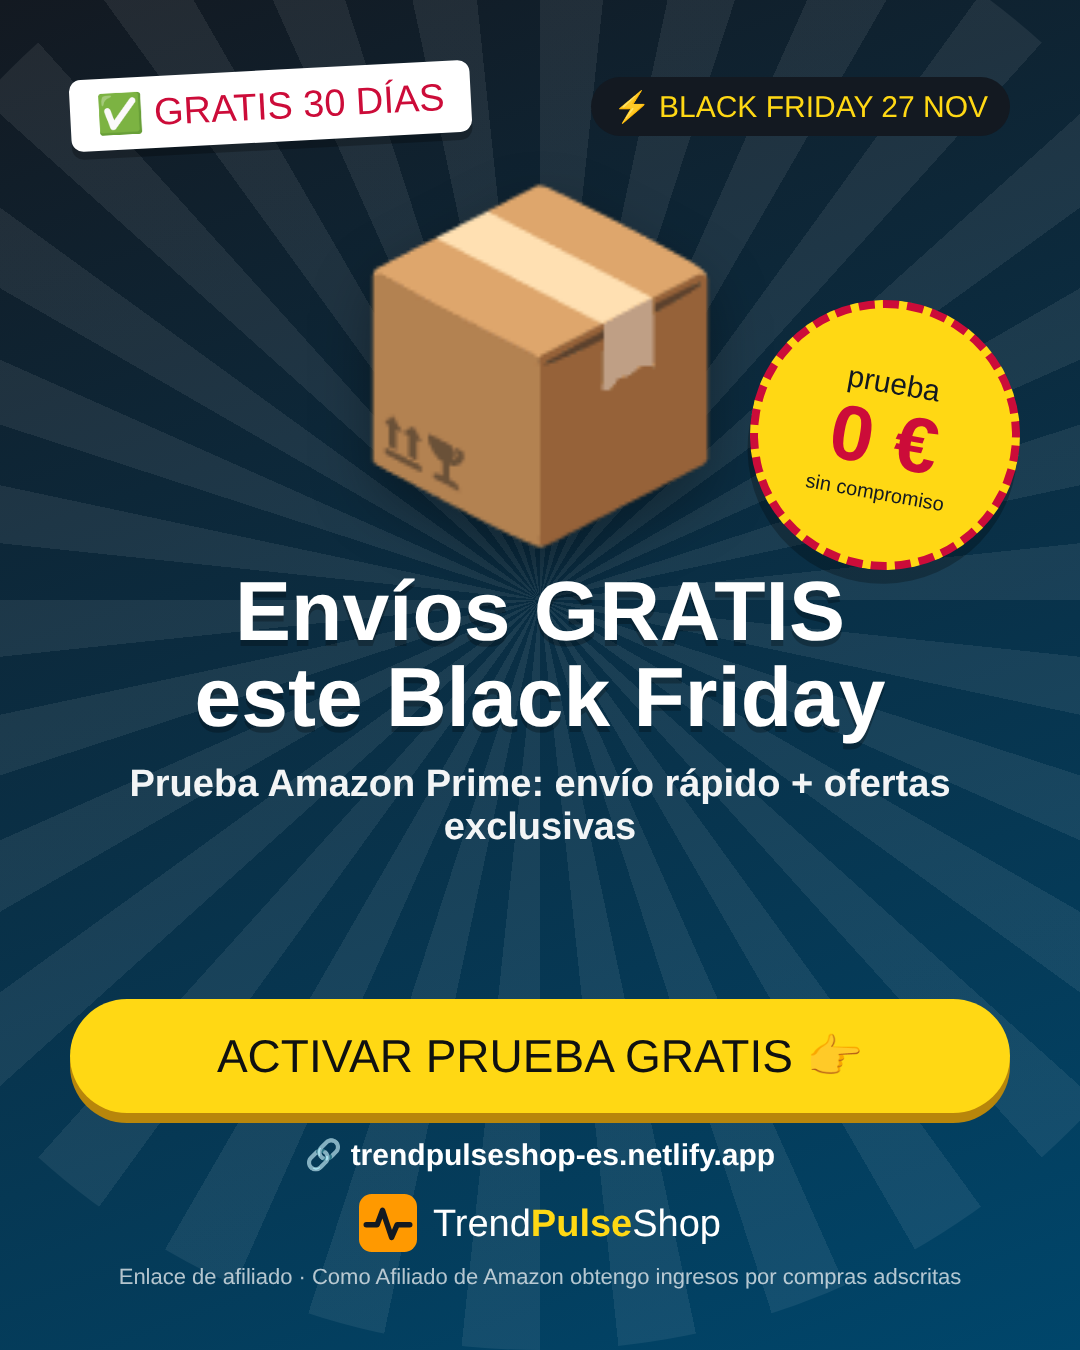 ✅ GRATIS 30 DÍAS
⚡ BLACK FRIDAY 27 NOV
prueba
0 €
sin compromiso
Envíos GRATIS
este Black Friday
Prueba Amazon Prime: envío rápido + ofertas
exclusivas
ACTIVAR PRUEBA GRATIS 👉
🔗 trendpulseshop-es.netlify.app
TrendPulseShop
Enlace de afiliado · Como Afiliado de Amazon obtengo ingresos por compras adscritas